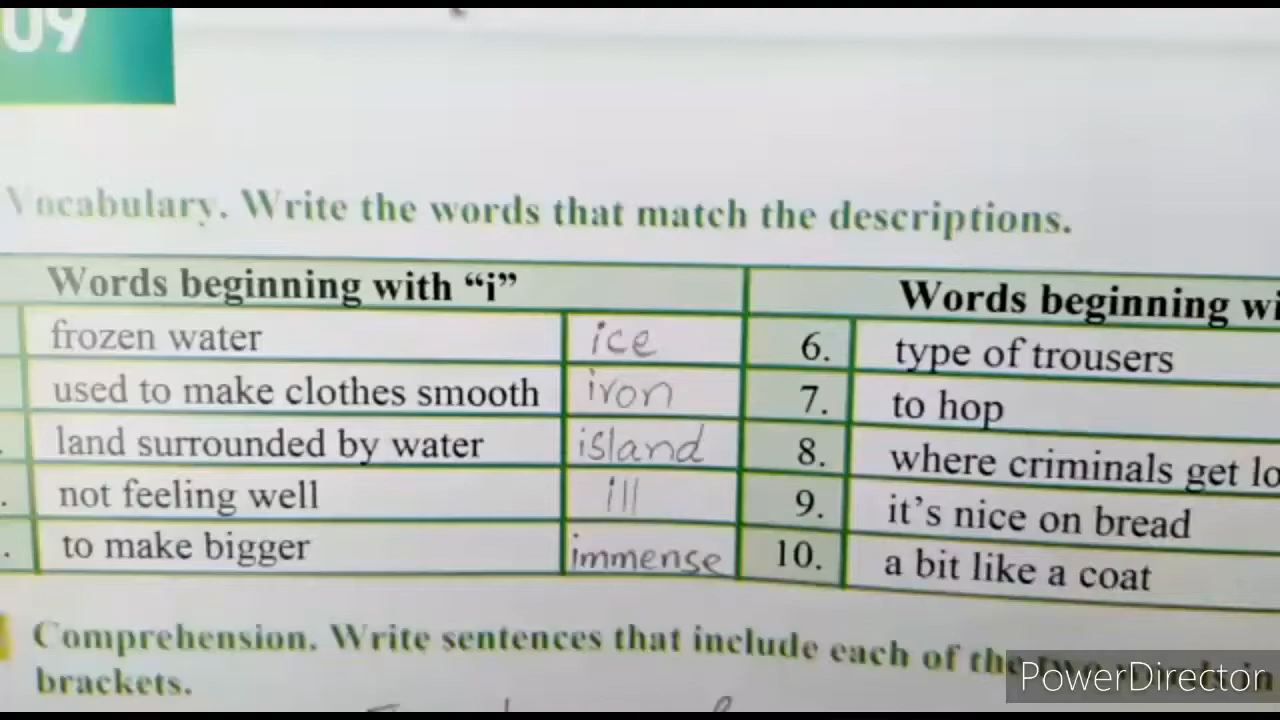 09
Vocabulary. Write the words that match the descriptions.
Words beginning with “i”
frozen water ice
used to make clothes smooth iron
land surrounded by water island
not feeling well ill
to make bigger immense
Words beginning
6. type of trousers
7. to hop
8. where criminals get
9. it’s nice on bread
10. a bit like a coat
Comprehension. Write sentences that include each of the two words in
brackets.
PowerDirector